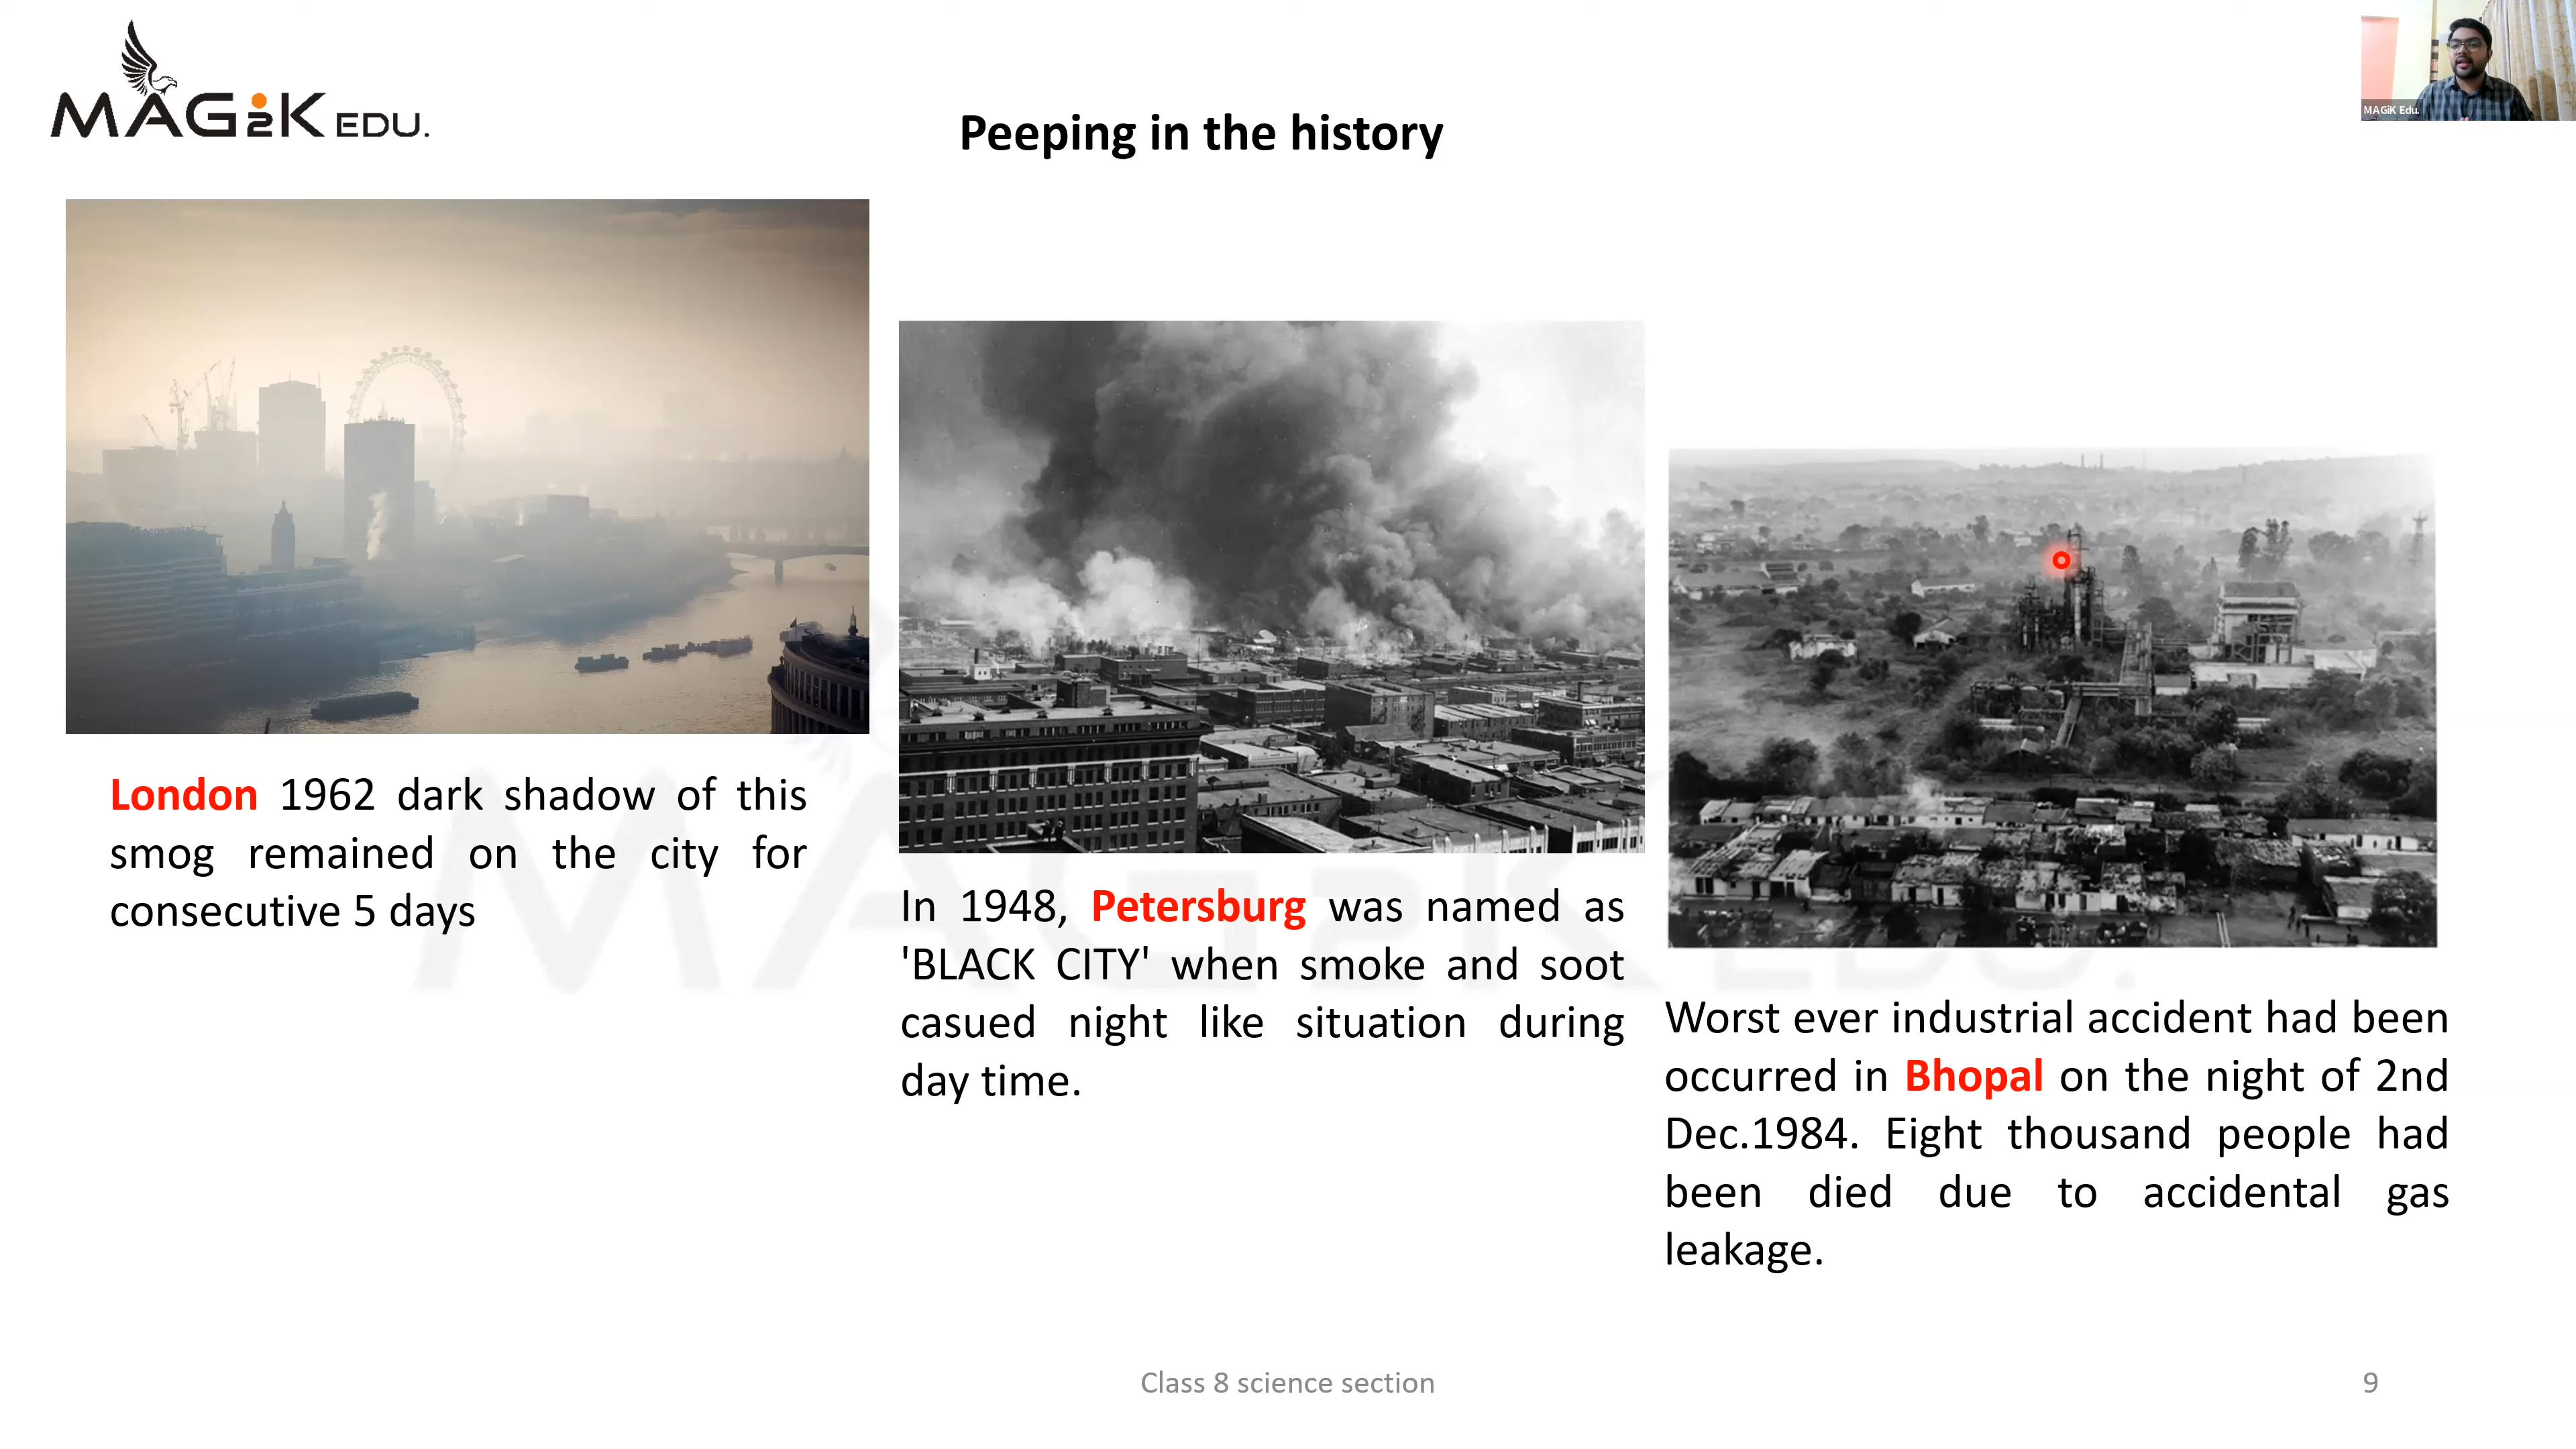 MAGiK EDU.
MAGiK Edu.
Peeping in the history
London 1962 dark shadow of this
smog remained on the city for
consecutive 5 days
In 1948, Petersburg was named as
'BLACK CITY' when smoke and soot
casued night like situation during
day time.
Worst ever industrial accident had been
occurred in Bhopal on the night of 2nd
Dec.1984. Eight thousand people had
been died due to accidental gas
leakage.
MAGiK EDU.
Class 8 science section
9